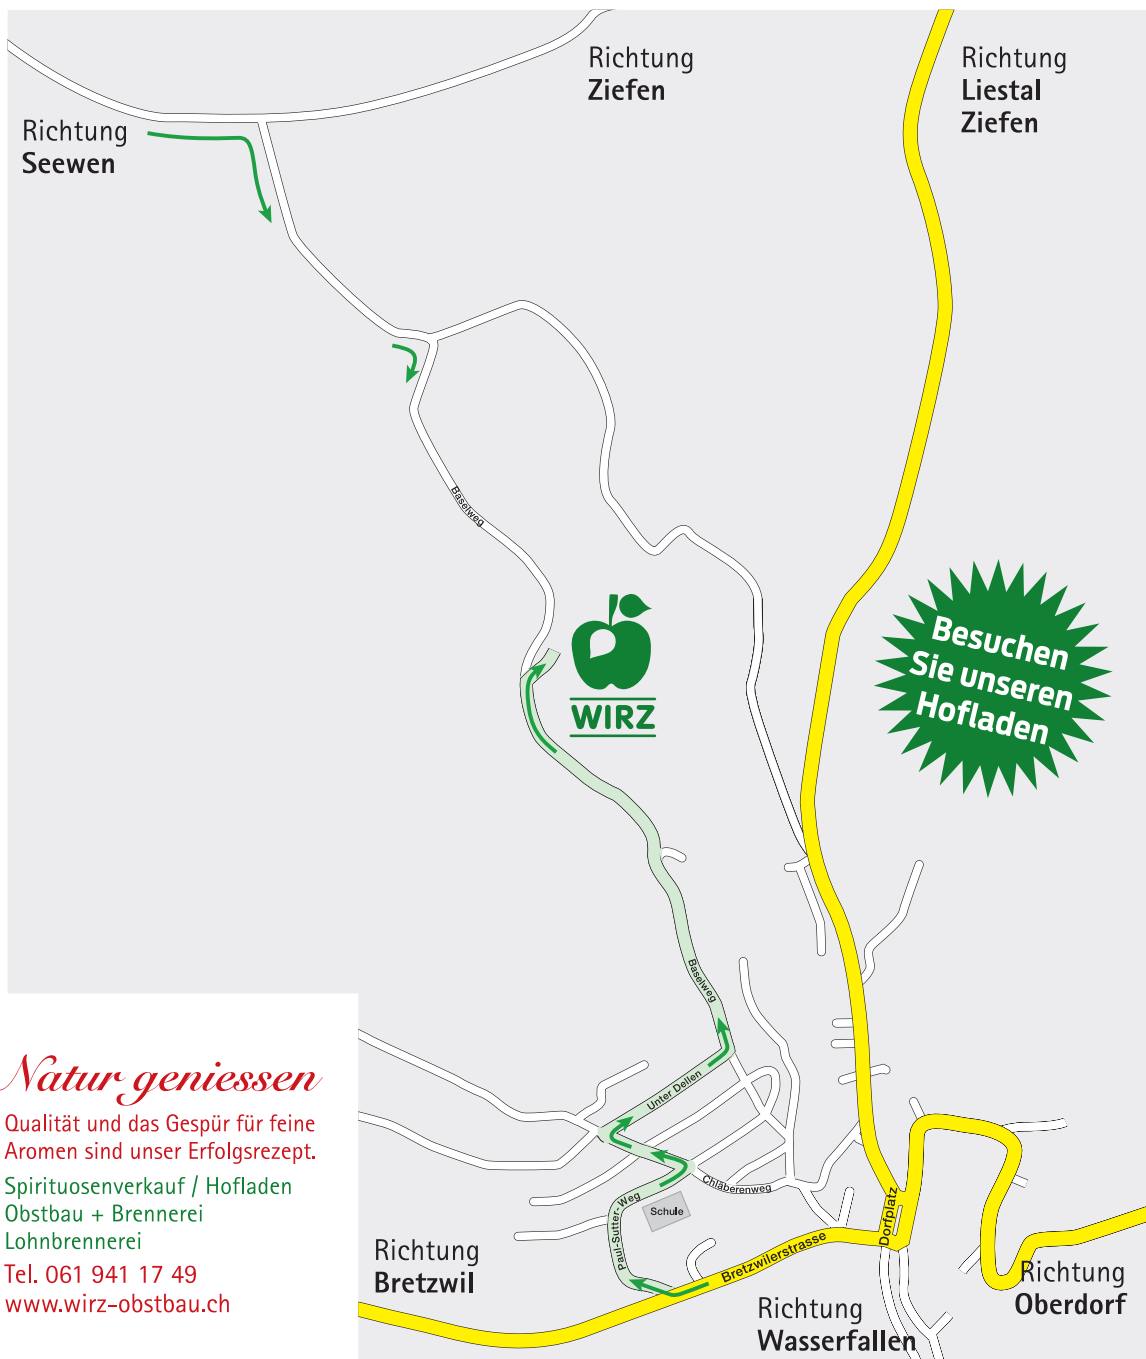 Richtung
Ziefen
Richtung
Liestal
Ziefen
Richtung
Seewen
Baselweg
WIRZ
Besuchen
Sie unseren
Hofladen
Baselweg
Unter Dellen
Chläberenweg
Paul-Sutter-Weg
Schule
Dorfplatz
Bretzwilerstrasse
Natur geniessen
Qualität und das Gespür für feine
Aromen sind unser Erfolgsrezept.
Spirituosenverkauf / Hofladen
Obstbau + Brennerei
Lohnbrennerei
Tel. 061 941 17 49
www.wirz-obstbau.ch
Richtung
Bretzwil
Richtung
Wasserfallen
Richtung
Oberdorf